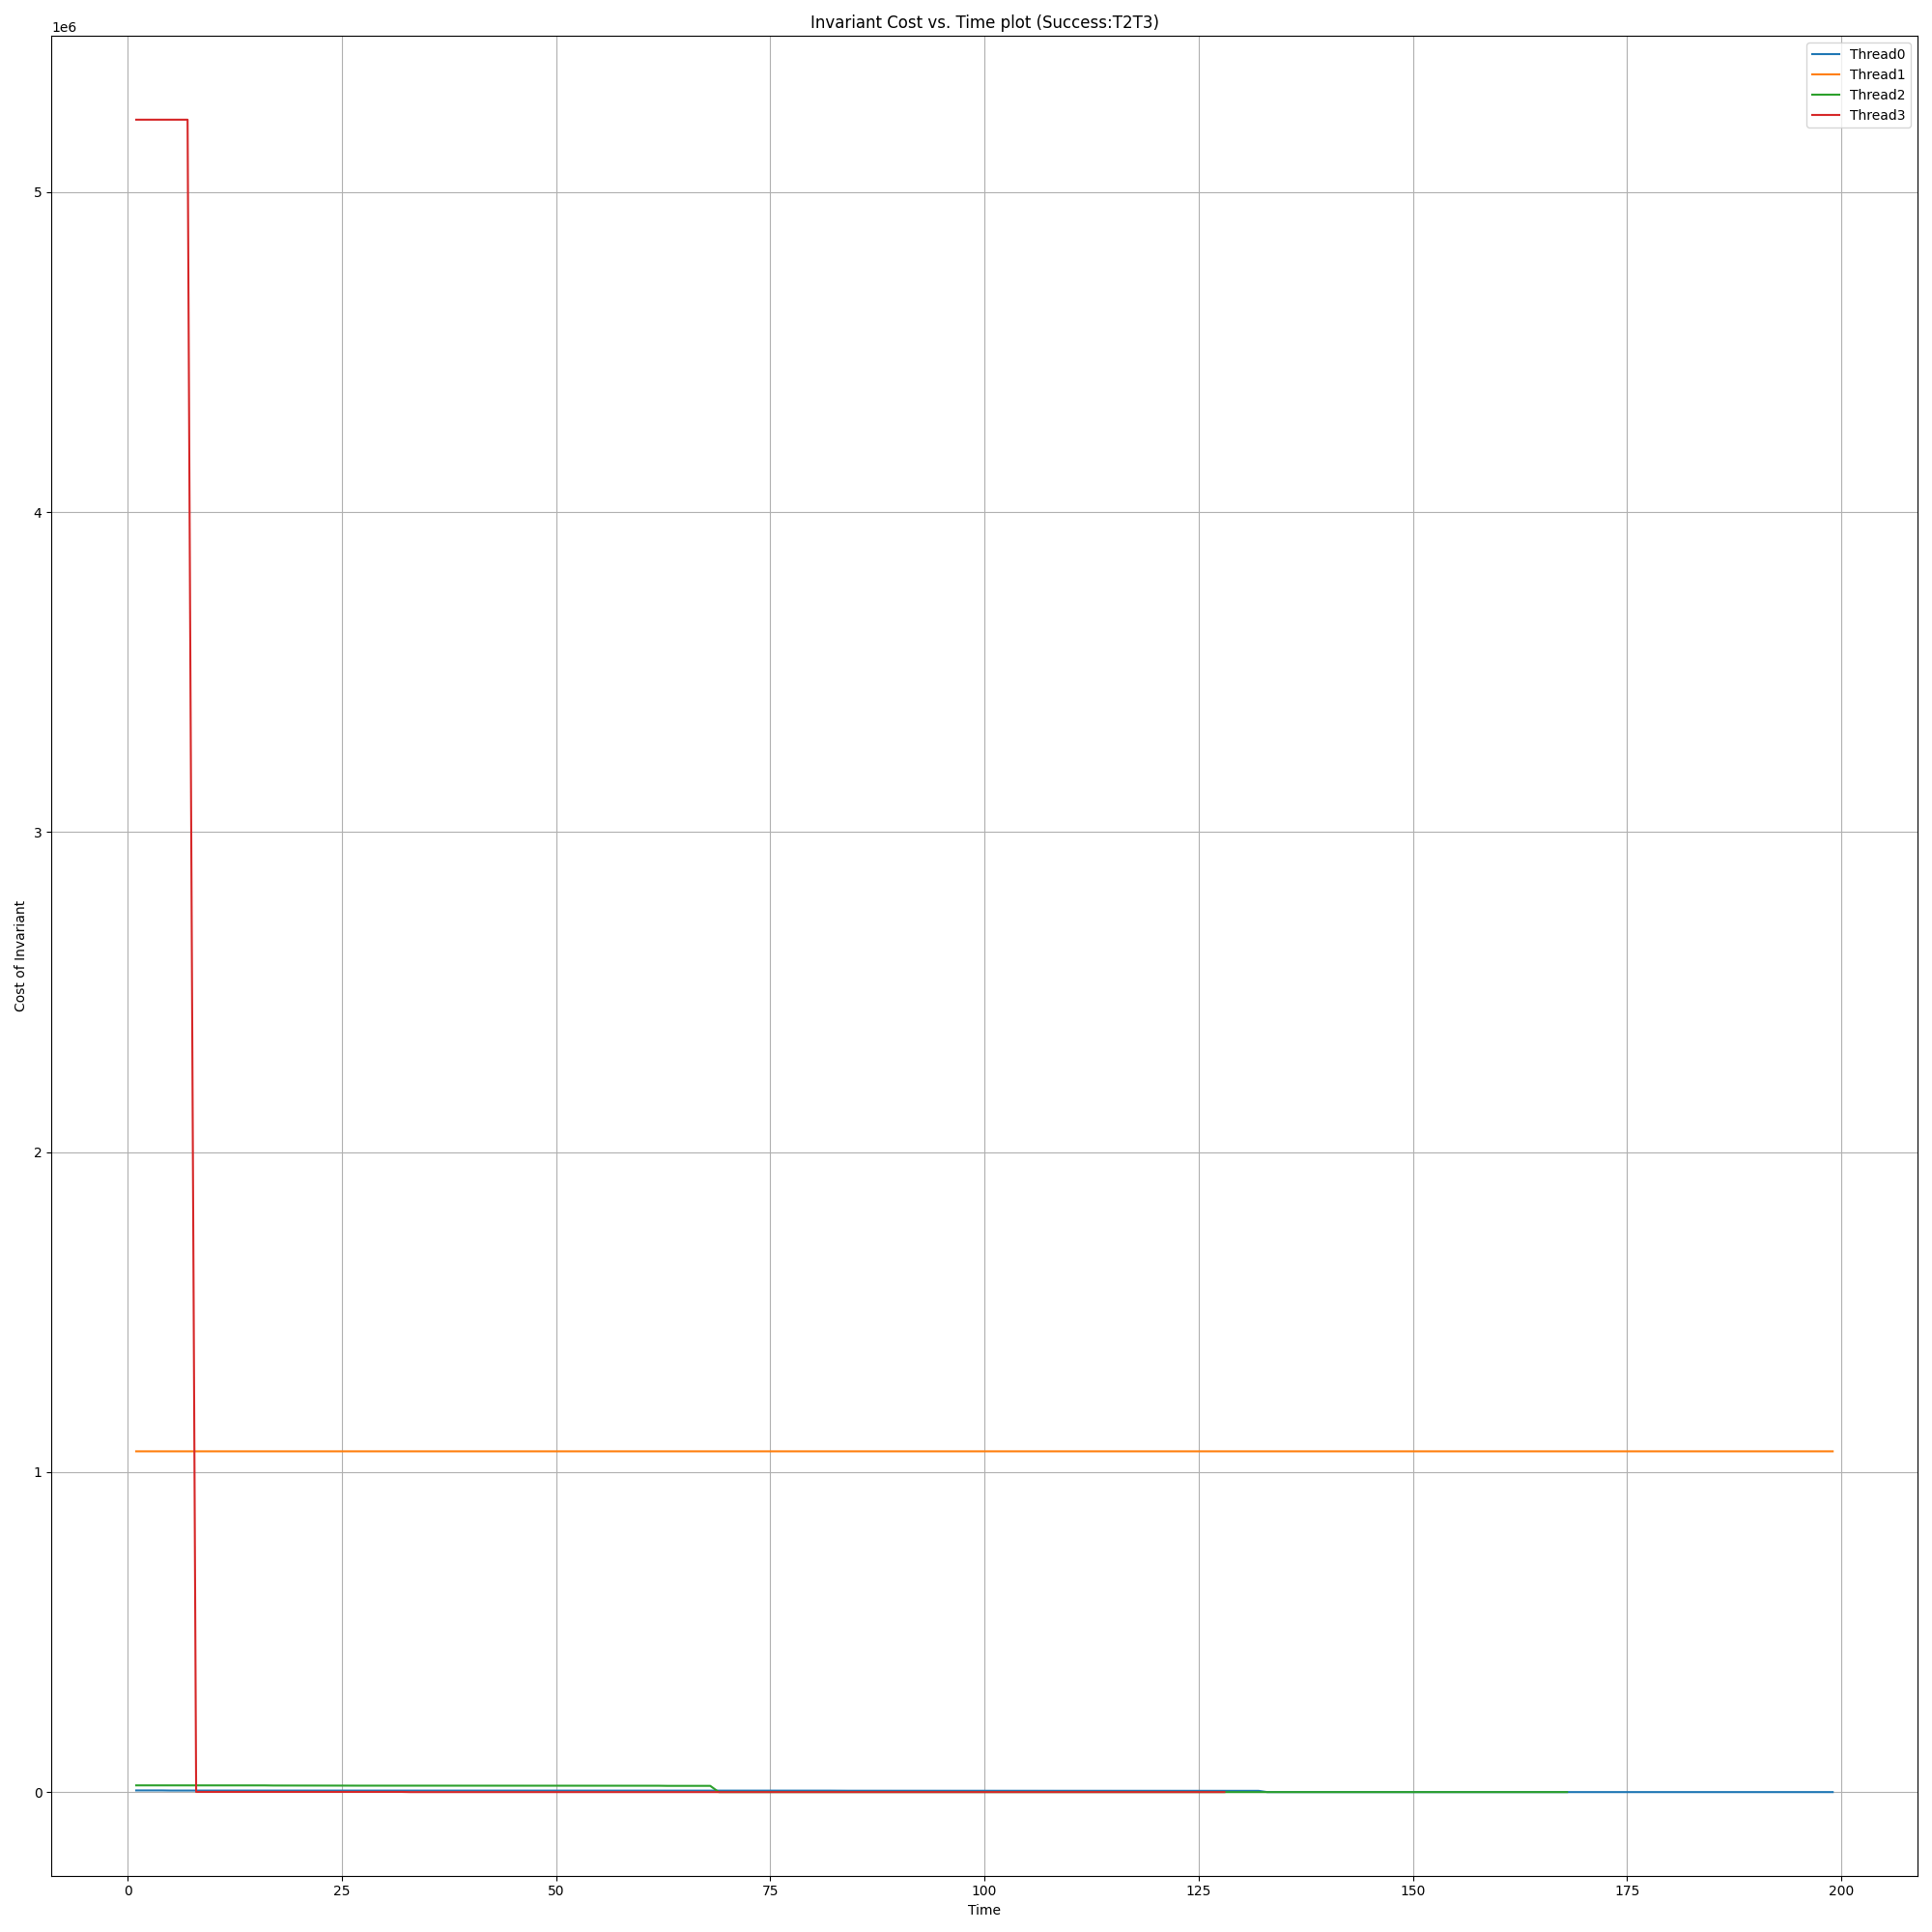 Invariant Cost vs. Time plot (Success:T2T3)
1e6
Thread0
Thread1
Thread2
Thread3
5
4
3
2
1
0
Cost of Invariant
0 25 50 75 100 125 150 175 200
Time